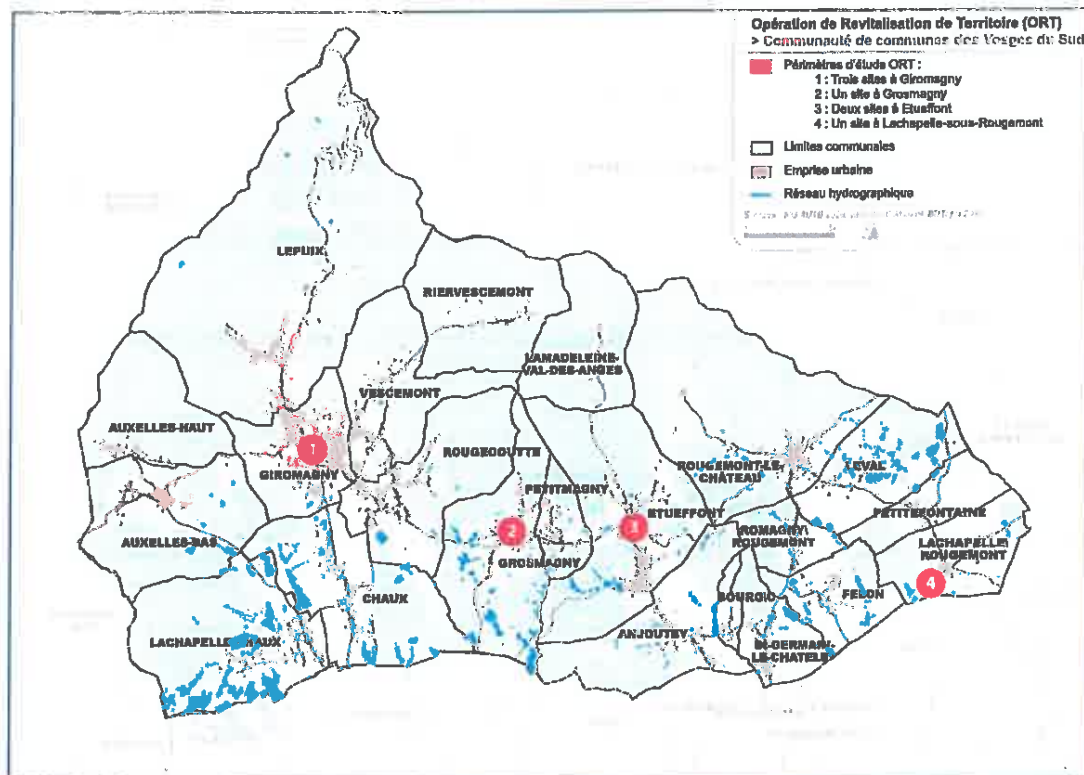 Opération de Revitalisation de Territoire (ORT)
> Communauté de communes des Vosges du Sud
Périmètres d'étude ORT :
1 : Trois sites à Giromagny
2 : Un site à Grosmagny
3 : Deux sites à Etueffont
4 : Un site à Lachapelle-sous-Rougemont
Limites communales
Emprise urbaine
Réseau hydrographique
LEPUIX
RIERVESCEMONT
LAMADELEINE-
VAL-DES-ANGES
VESCEMONT
AUXELLES-HAUT
1
GIROMAGNY
ROUGEGOUTTE
ROUGEMONT-LE-
CHÂTEAU
LEVAL
PETITMAGNY
ETUEFFONT
PETITEFONTAINE
2
3
AUXELLES-BAS
GROSMAGNY
ROMAGNY/
ROUGEMONT
LACHAPELLE/
ROUGEMONT
4
CHAUX
BOURG
FELON
LACHAPELLE
ANJOUTEY
ST-GERMAIN-
LE-CHATELET